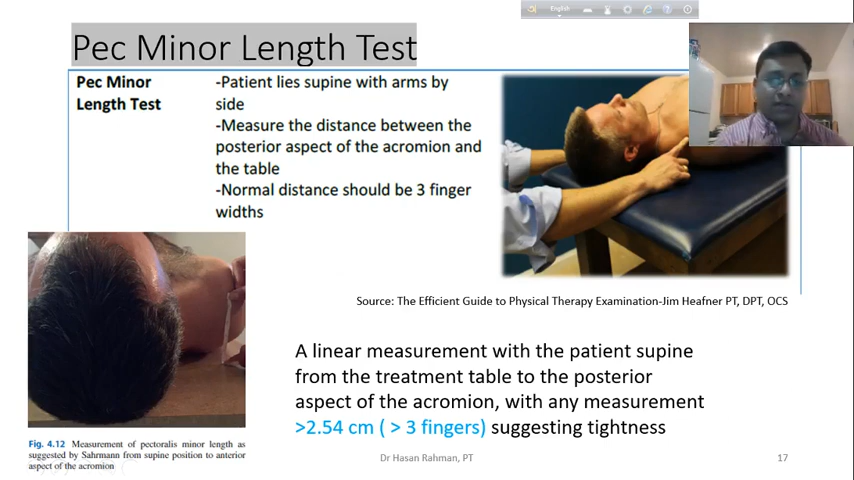 English
Pec Minor Length Test
Pec Minor
Length Test
-Patient lies supine with arms by
side
-Measure the distance between the
posterior aspect of the acromion and
the table
-Normal distance should be 3 finger
widths
Source: The Efficient Guide to Physical Therapy Examination-Jim Heafner PT, DPT, OCS
A linear measurement with the patient supine
from the treatment table to the posterior
aspect of the acromion, with any measurement
>2.54 cm ( > 3 fingers) suggesting tightness
Fig. 4.12 Measurement of pectoralis minor length as
suggested by Sahrmann from supine position to anterior
aspect of the acromion
Dr Hasan Rahman, PT
17